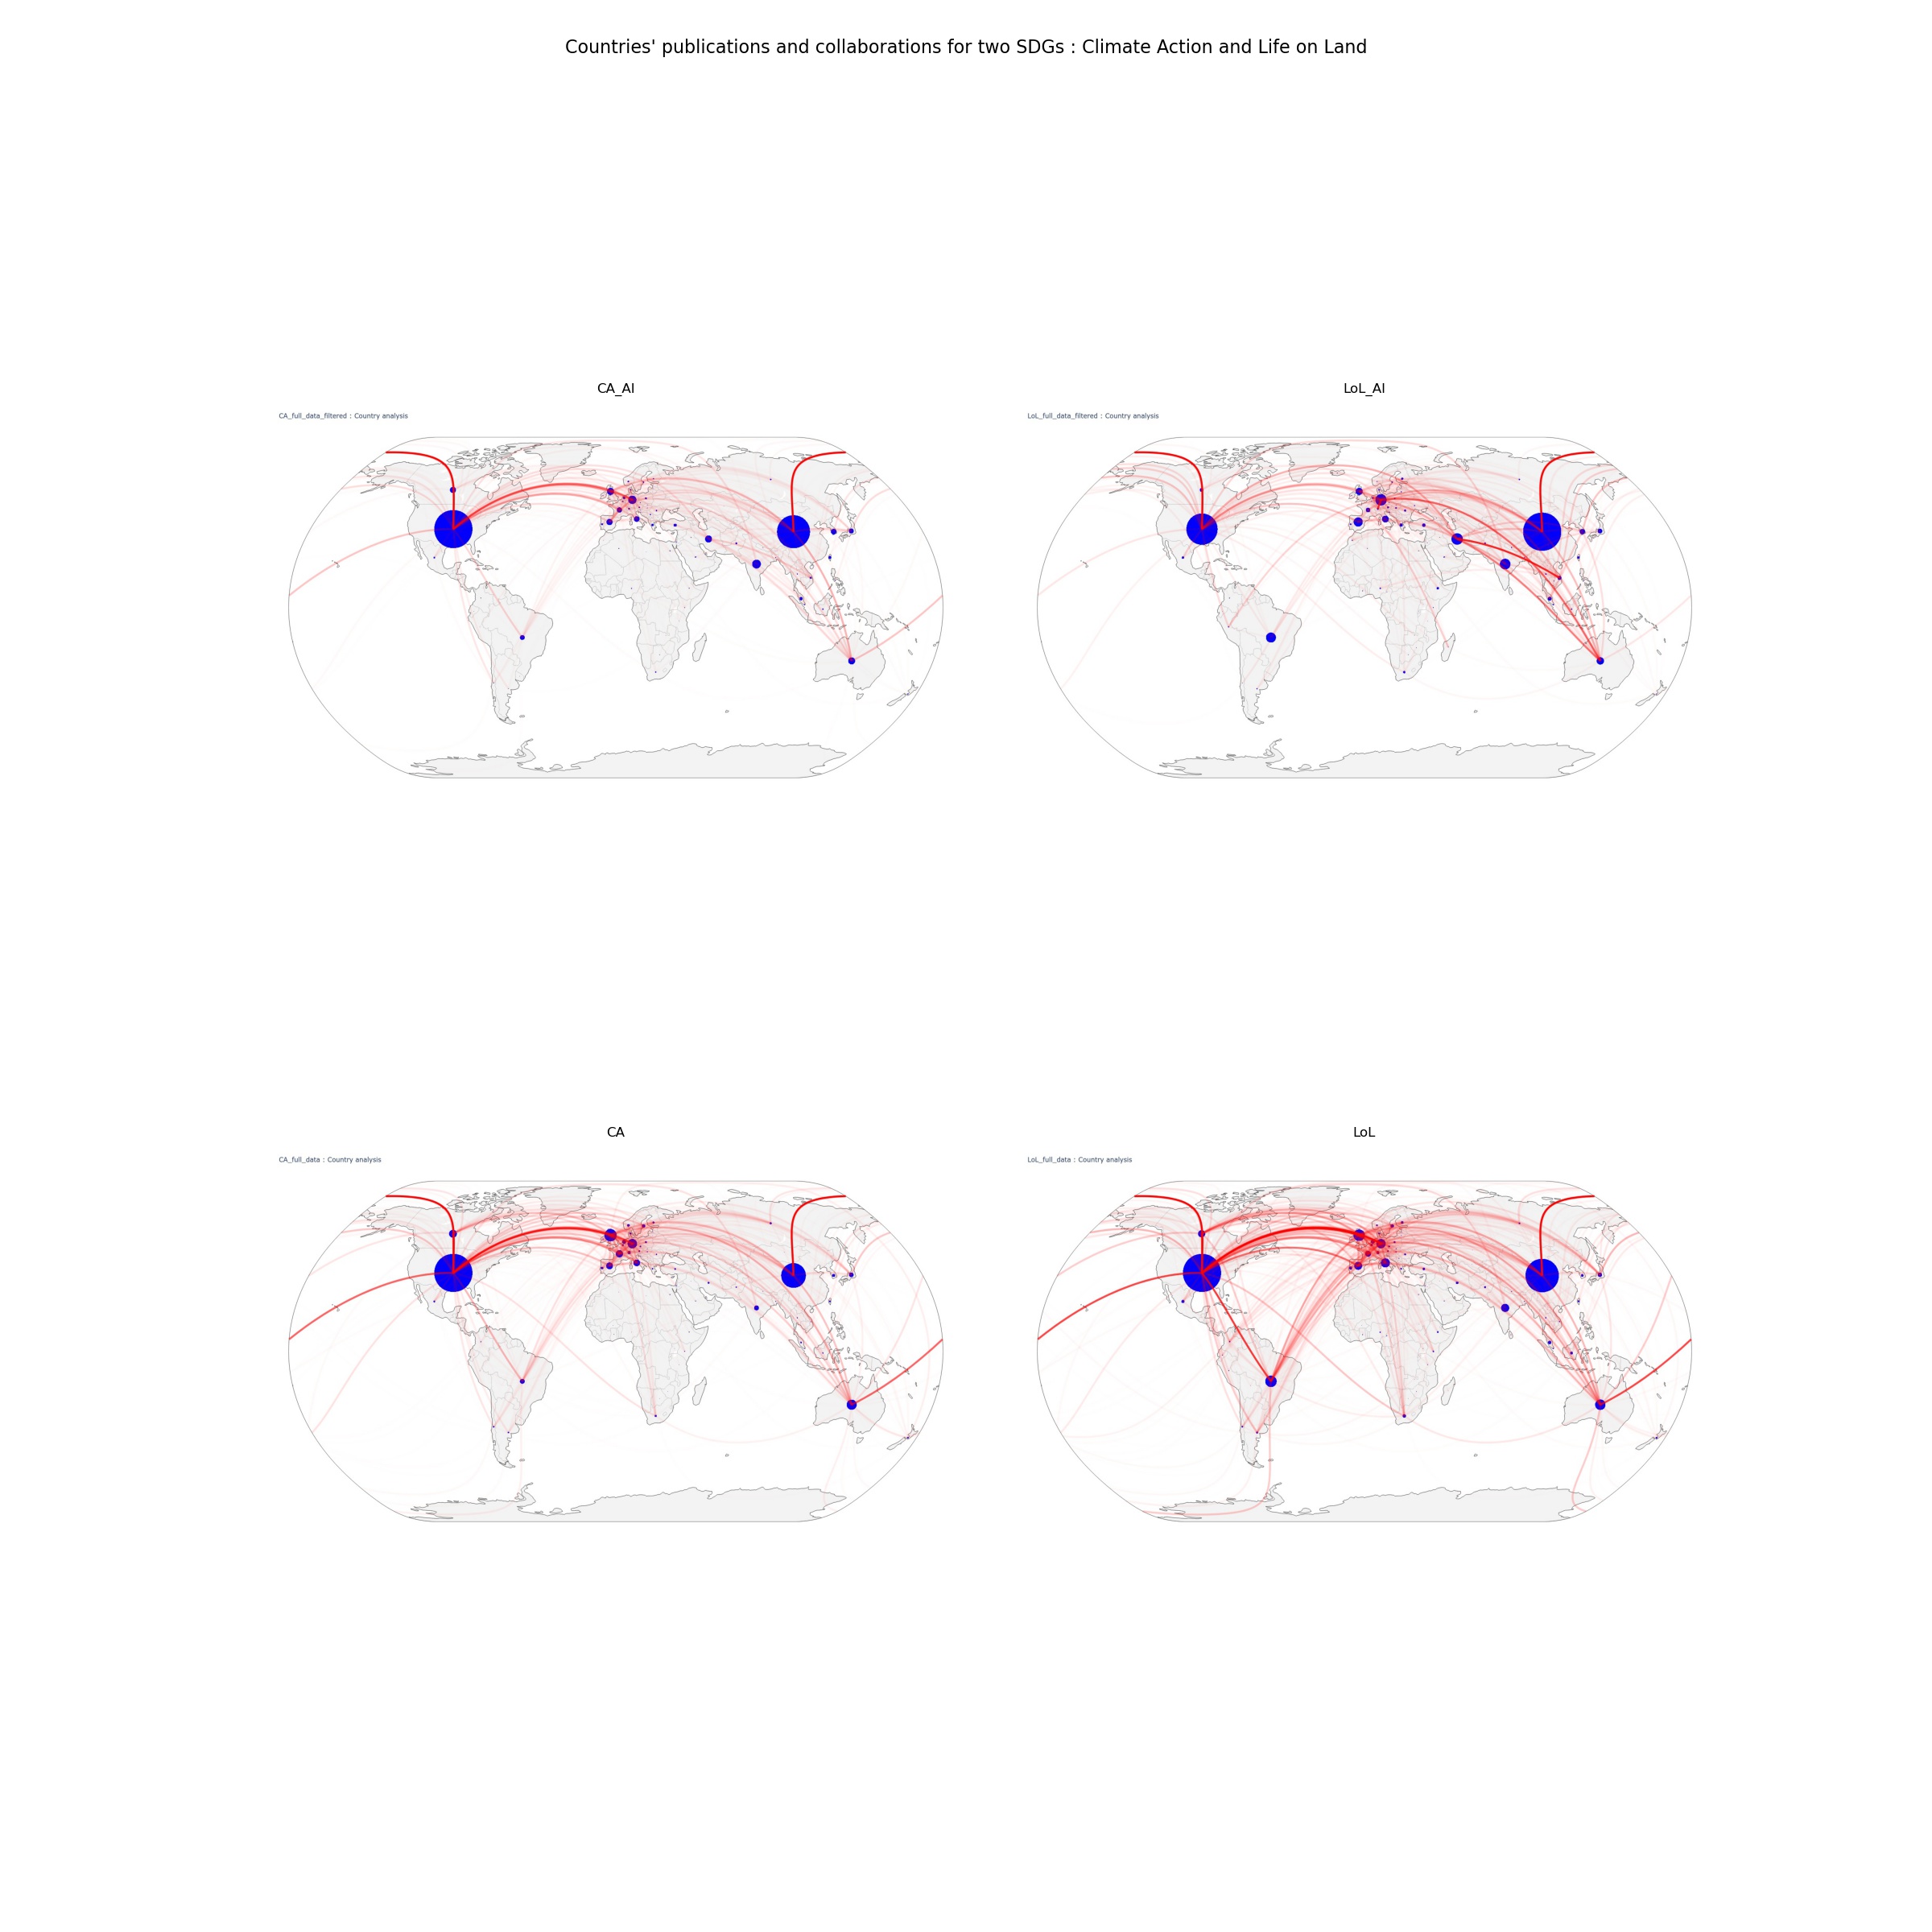 Countries' publications and collaborations for two SDGs : Climate Action and Life on Land
CA_AI
LoL_AI
CA_full_data_filtered : Country analysis
LoL_full_data_filtered : Country analysis
CA
LoL
CA_full_data : Country analysis
LoL_full_data : Country analysis